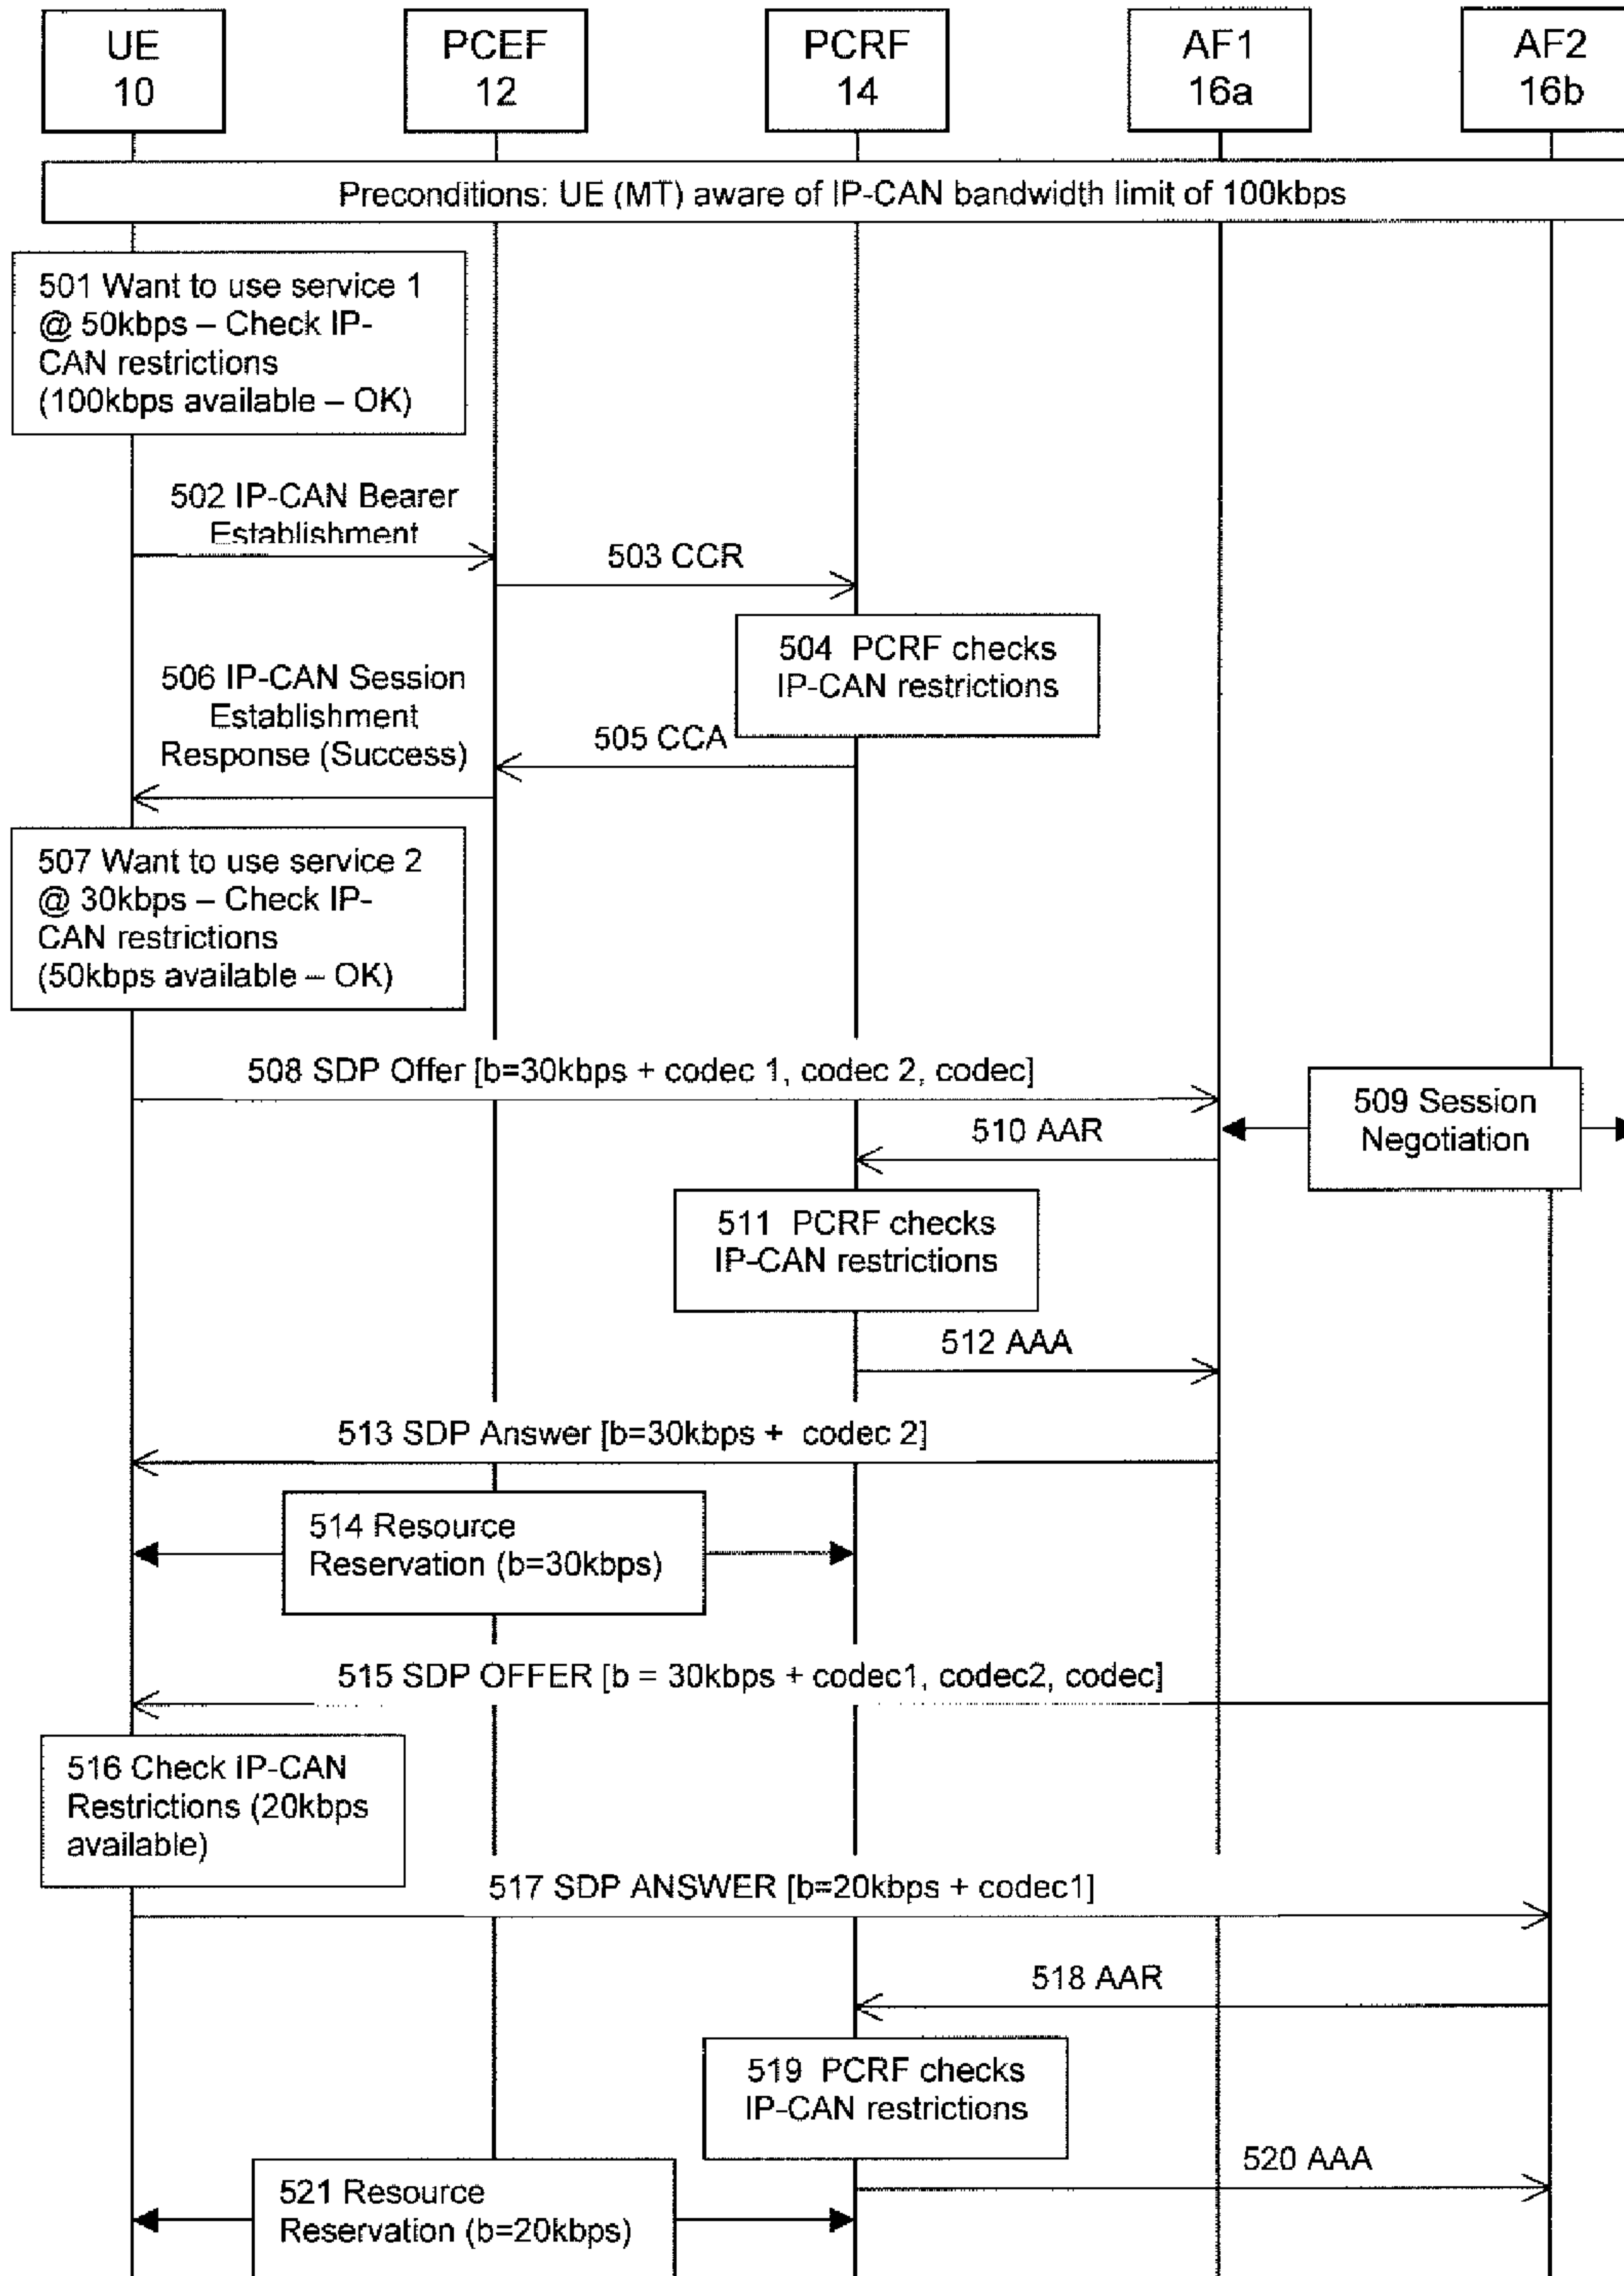 UE
10
PCEF
12
PCRF
14
AF1
16a
AF2
16b
Preconditions: UE (MT) aware of IP-CAN bandwidth limit of 100kbps
501 Want to use service 1
@ 50kbps – Check IP-
CAN restrictions
(100kbps available – OK)
502 IP-CAN Bearer
Establishment
503 CCR
504 PCRF checks
IP-CAN restrictions
505 CCA
506 IP-CAN Session
Establishment
Response (Success)
507 Want to use service 2
@ 30kbps – Check IP-
CAN restrictions
(50kbps available – OK)
508 SDP Offer [b=30kbps + codec 1, codec 2, codec]
509 Session
Negotiation
510 AAR
511 PCRF checks
IP-CAN restrictions
512 AAA
513 SDP Answer [b=30kbps + codec 2]
514 Resource
Reservation (b=30kbps)
515 SDP OFFER [b = 30kbps + codec1, codec2, codec]
516 Check IP-CAN
Restrictions (20kbps
available)
517 SDP ANSWER [b=20kbps + codec1]
518 AAR
519 PCRF checks
IP-CAN restrictions
520 AAA
521 Resource
Reservation (b=20kbps)